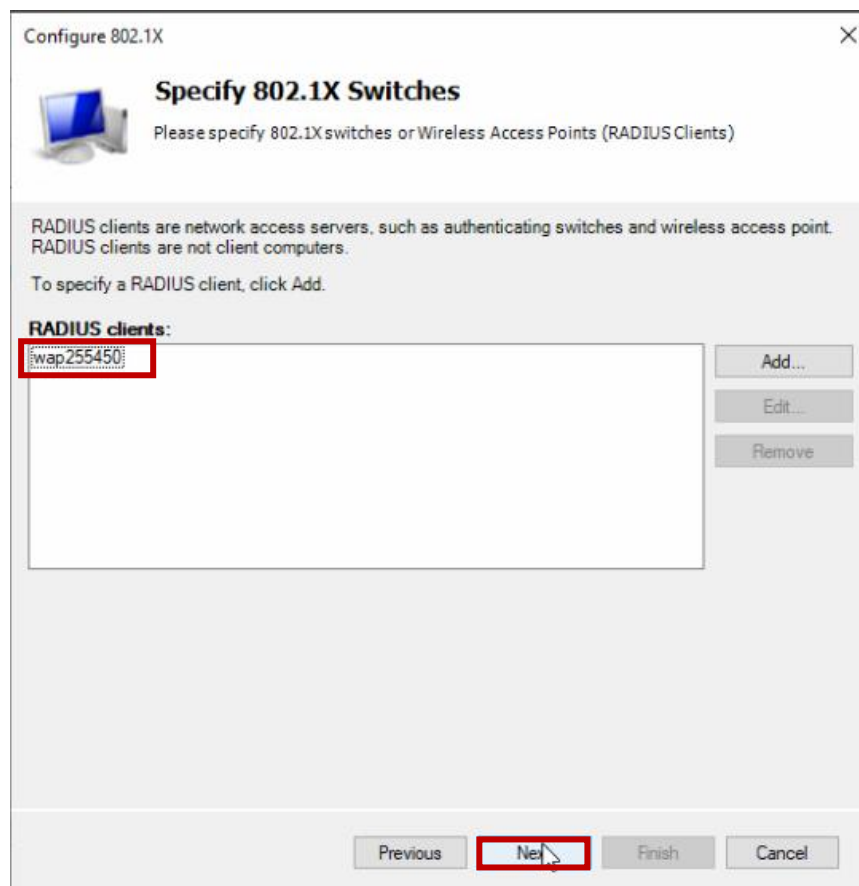 Configure 802.1X
Specify 802.1X Switches
Please specify 802.1X switches or Wireless Access Points (RADIUS Clients)
RADIUS clients are network access servers, such as authenticating switches and wireless access point.
RADIUS clients are not client computers.
To specify a RADIUS client, click Add.
RADIUS clients:
wap255450
Add...
Edit...
Remove
Previous
Next
Finish
Cancel